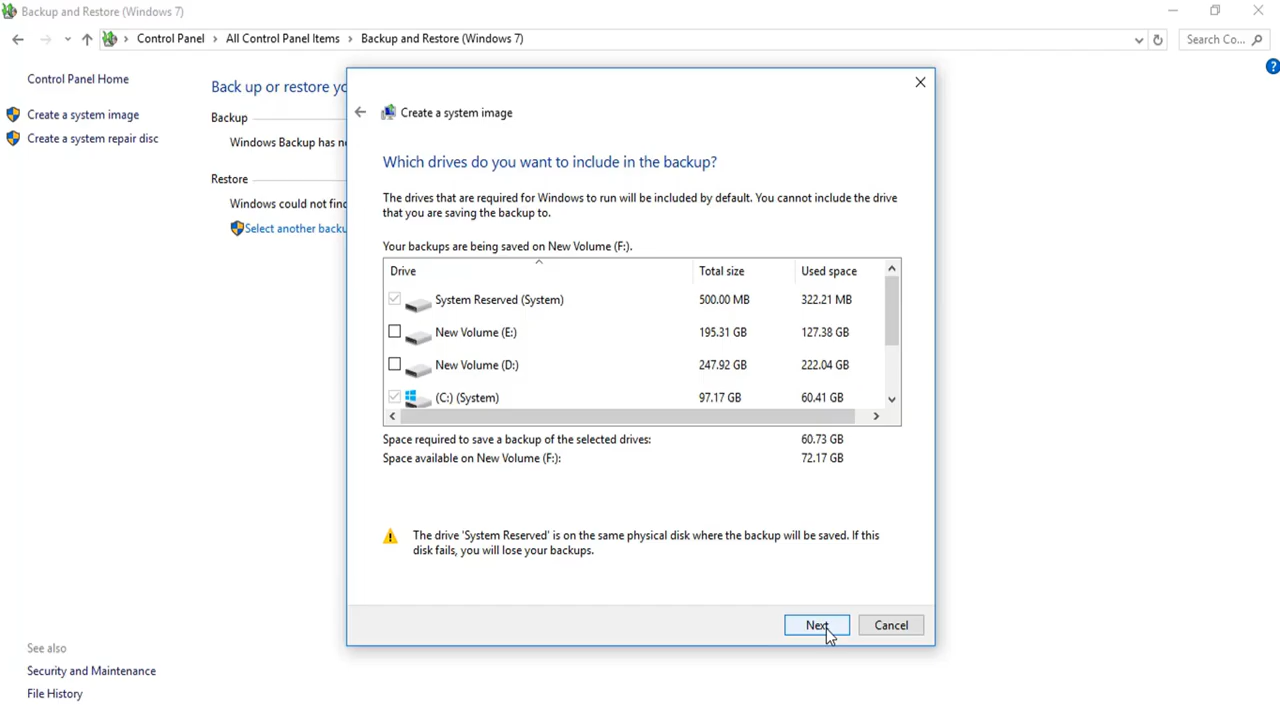 Backup and Restore (Windows 7)
Control Panel > All Control Panel Items > Backup and Restore (Windows 7)
Search Co...
Control Panel Home
Create a system image
Create a system repair disc
Back up or restore yo
Backup
Windows Backup has no
Restore
Windows could not find
Select another backu
Create a system image
Which drives do you want to include in the backup?
The drives that are required for Windows to run will be included by default. You cannot include the drive
that you are saving the backup to.
Your backups are being saved on New Volume (F:).
Drive Total size Used space
System Reserved (System) 500.00 MB 322.21 MB
New Volume (E:) 195.31 GB 127.38 GB
New Volume (D:) 247.92 GB 222.04 GB
(C:) (System) 97.17 GB 60.41 GB
Space required to save a backup of the selected drives: 60.73 GB
Space available on New Volume (F:): 72.17 GB
The drive 'System Reserved' is on the same physical disk where the backup will be saved. If this
disk fails, you will lose your backups.
Next Cancel
See also
Security and Maintenance
File History